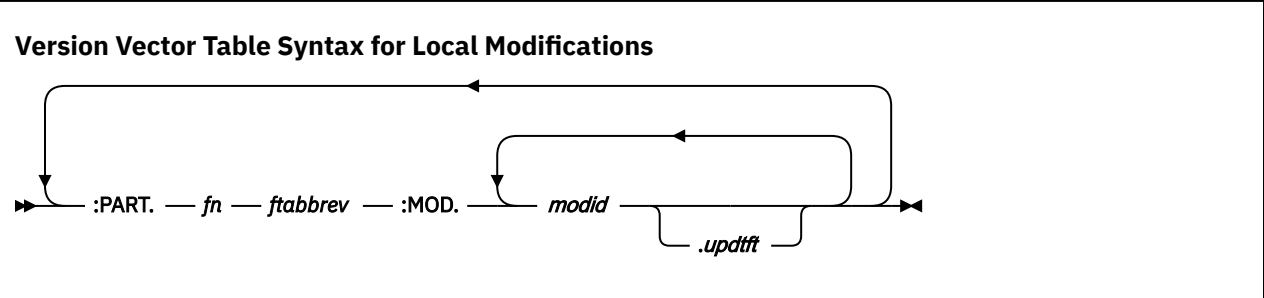 Version Vector Table Syntax for Local Modifications
:PART. fn ftabbrev :MOD. modid
.updtft